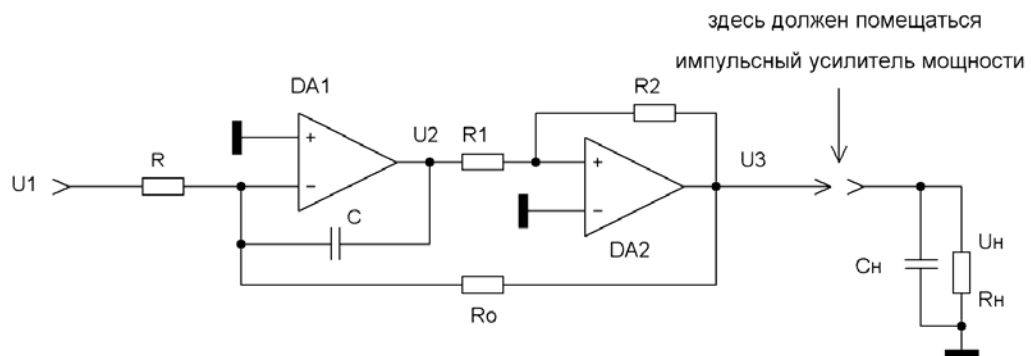 здесь должен помещаться
импульсный усилитель мощности
DA1
R2
U2
R1
+
U3
R
+
U1
−
−
C
DA2
Uн
Cн
Rн
Ro